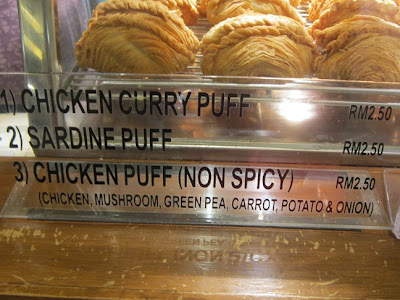 1) CHICKEN CURRY PUFF RM2.50
2) SARDINE PUFF RM2.50
3) CHICKEN PUFF (NON SPICY) RM2.50
(CHICKEN, MUSHROOM, GREEN PEA, CARROT, POTATO & ONION)